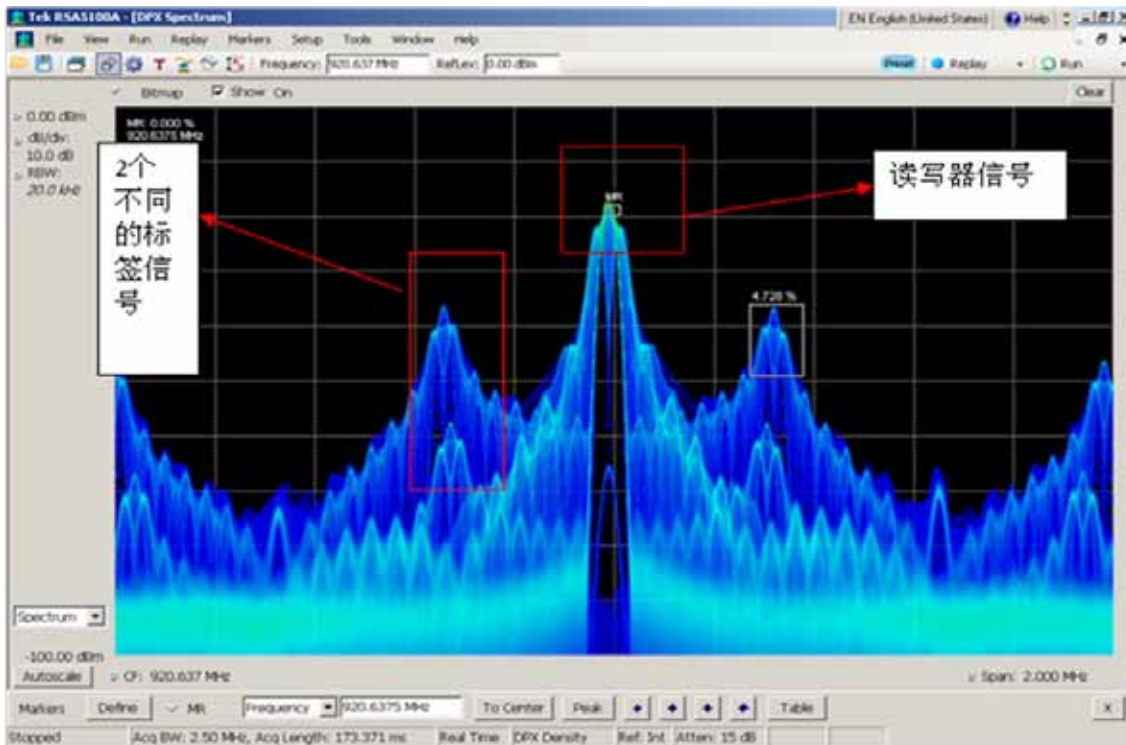 Tek RSA5100A - [DPX Spectrum]
EN English (United States)
Help
File View Run Replay Markers Setup Tools Window Help
Frequency: 920.637 MHz
RefLev: 0.00 dBm
Preset
Replay
Run
Bitmap
Show On
Clear
0.00 dBm
dB/div:
10.0 dB
RBW:
20.0 kHz
MR: 0.000 %
920.6375 MHz
2个
不同
的标
签信
号
读写器信号
MR
4.728 %
Spectrum
-100.00 dBm
Autoscale
CF: 920.637 MHz
Span: 2.000 MHz
Markers
Define
MR
Frequency
920.6375 MHz
To Center
Peak
Table
X
Stopped
Acq BW: 2.50 MHz, Acq Length: 173.371 ms
Real Time
DPX Density
Ref: Int
Atten: 15 dB